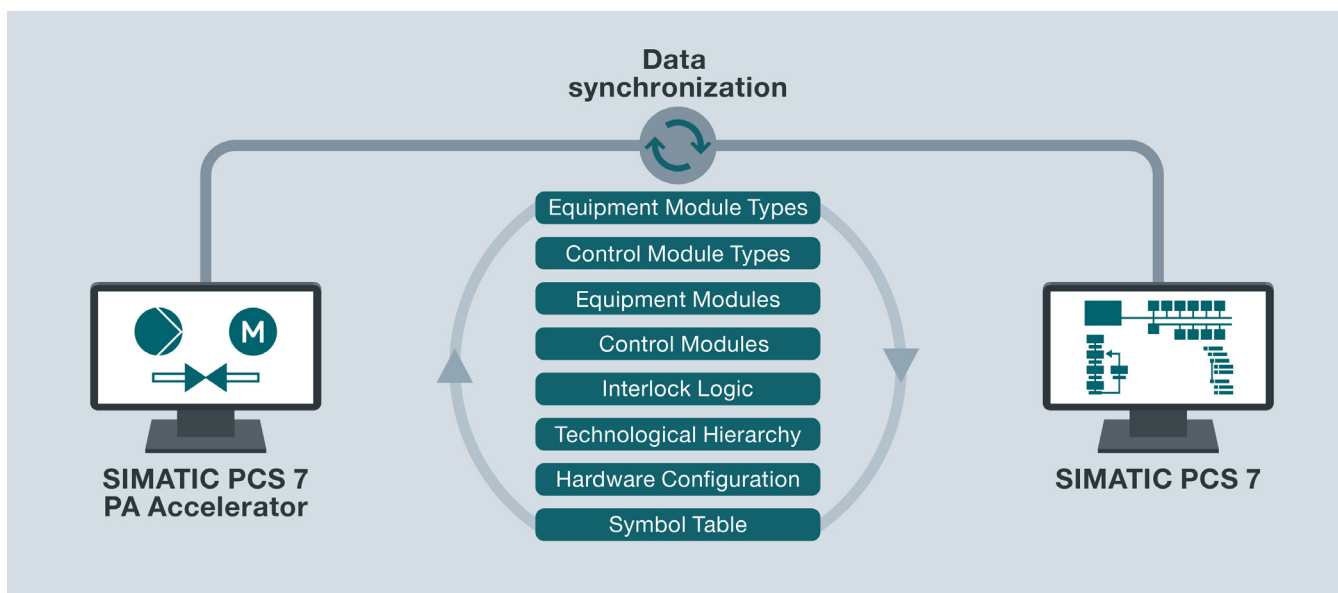 Data
synchronization
Equipment Module Types
Control Module Types
Equipment Modules
Control Modules
Interlock Logic
Technological Hierarchy
Hardware Configuration
Symbol Table
M
SIMATIC PCS 7
PA Accelerator
SIMATIC PCS 7